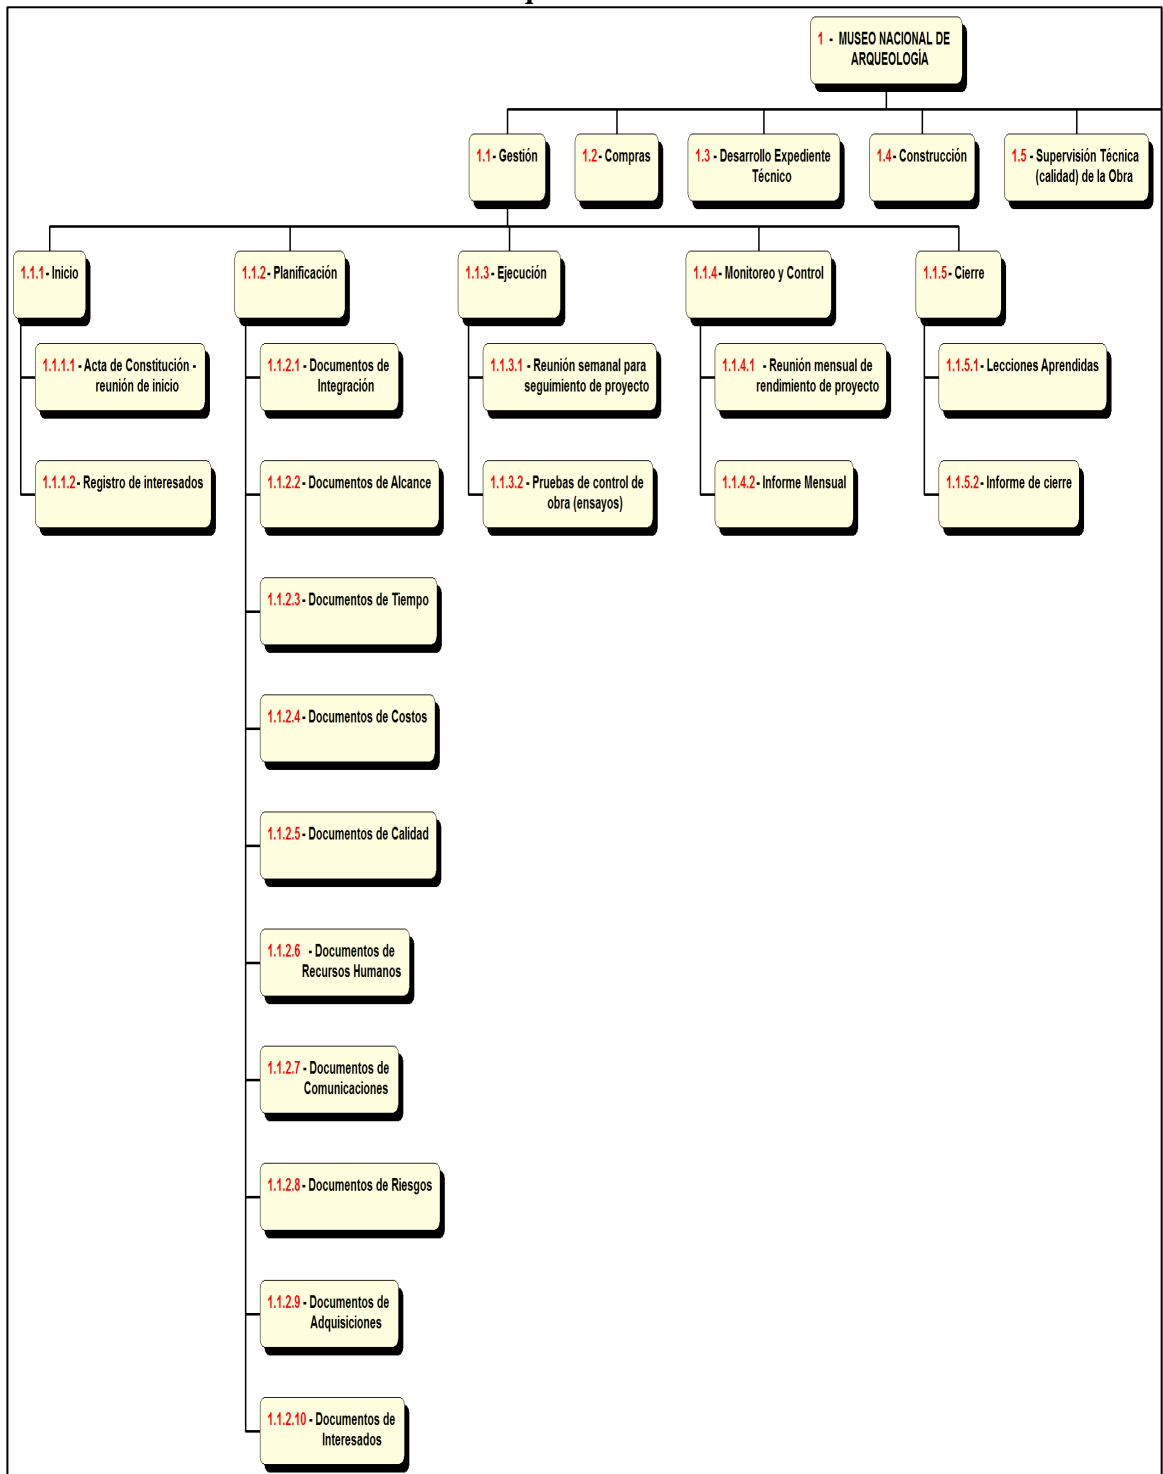 1 - MUSEO NACIONAL DE
ARQUEOLOGÍA
1.1 - Gestión
1.2 - Compras
1.3 - Desarrollo Expediente
Técnico
1.4 - Construcción
1.5 - Supervisión Técnica
(calidad) de la Obra
1.1.1 - Inicio
1.1.2 - Planificación
1.1.3 - Ejecución
1.1.4 - Monitoreo y Control
1.1.5 - Cierre
1.1.1.1 - Acta de Constitución -
reunión de inicio
1.1.2.1 - Documentos de
Integración
1.1.3.1 - Reunión semanal para
seguimiento de proyecto
1.1.4.1 - Reunión mensual de
rendimiento de proyecto
1.1.5.1 - Lecciones Aprendidas
1.1.1.2 - Registro de interesados
1.1.2.2 - Documentos de Alcance
1.1.3.2 - Pruebas de control de
obra (ensayos)
1.1.4.2 - Informe Mensual
1.1.5.2 - Informe de cierre
1.1.2.3 - Documentos de Tiempo
1.1.2.4 - Documentos de Costos
1.1.2.5 - Documentos de Calidad
1.1.2.6 - Documentos de
Recursos Humanos
1.1.2.7 - Documentos de
Comunicaciones
1.1.2.8 - Documentos de Riesgos
1.1.2.9 - Documentos de
Adquisiciones
1.1.2.10 - Documentos de
Interesados